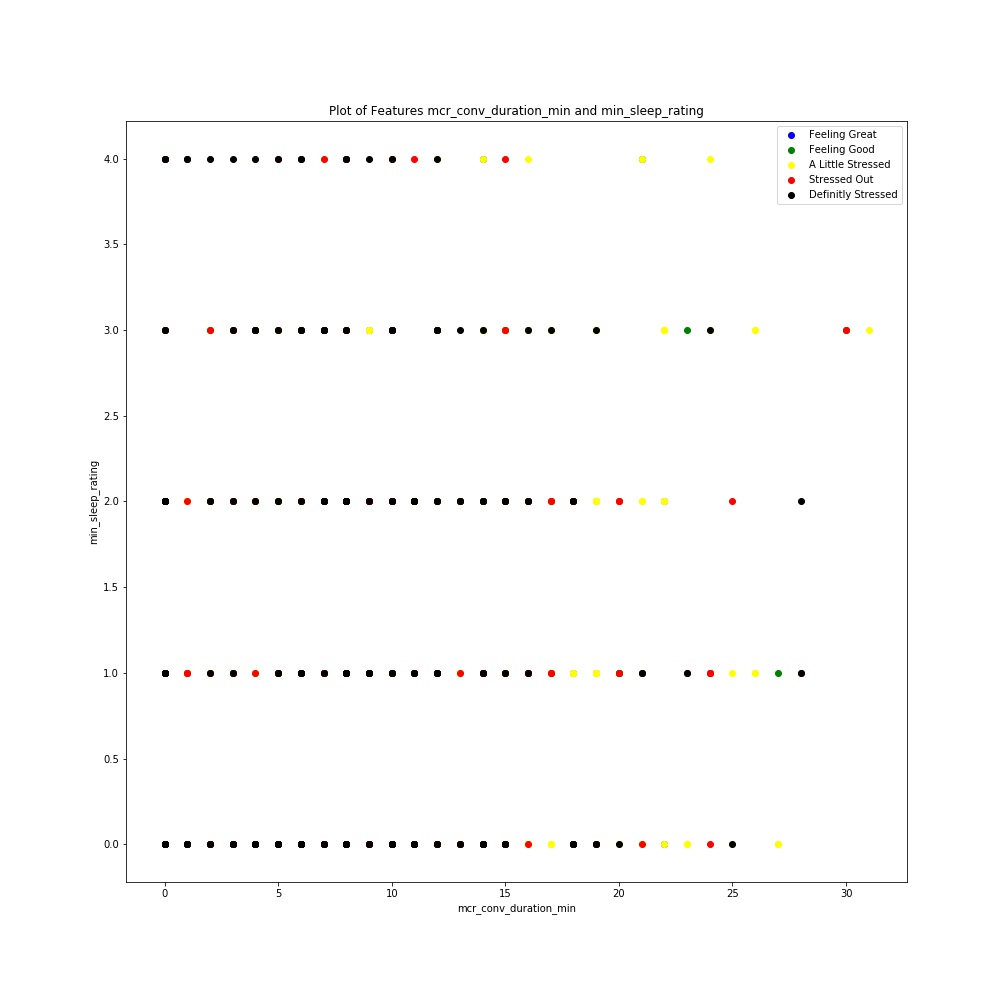 Plot of Features mcr_conv_duration_min and min_sleep_rating
Feeling Great
Feeling Good
A Little Stressed
Stressed Out
Definitly Stressed
4.0
3.5
3.0
2.5
2.0
1.5
1.0
0.5
0.0
min_sleep_rating
0 5 10 15 20 25 30
mcr_conv_duration_min